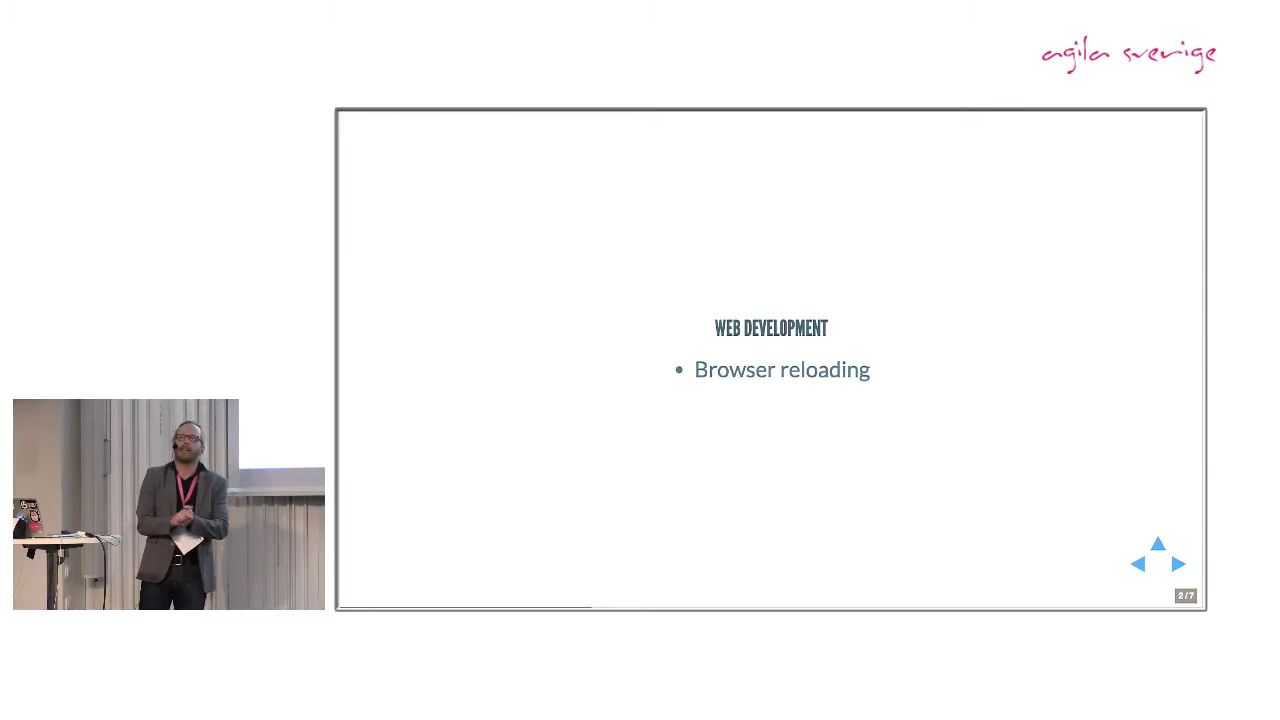 agila sverige
WEB DEVELOPMENT
• Browser reloading
2/7